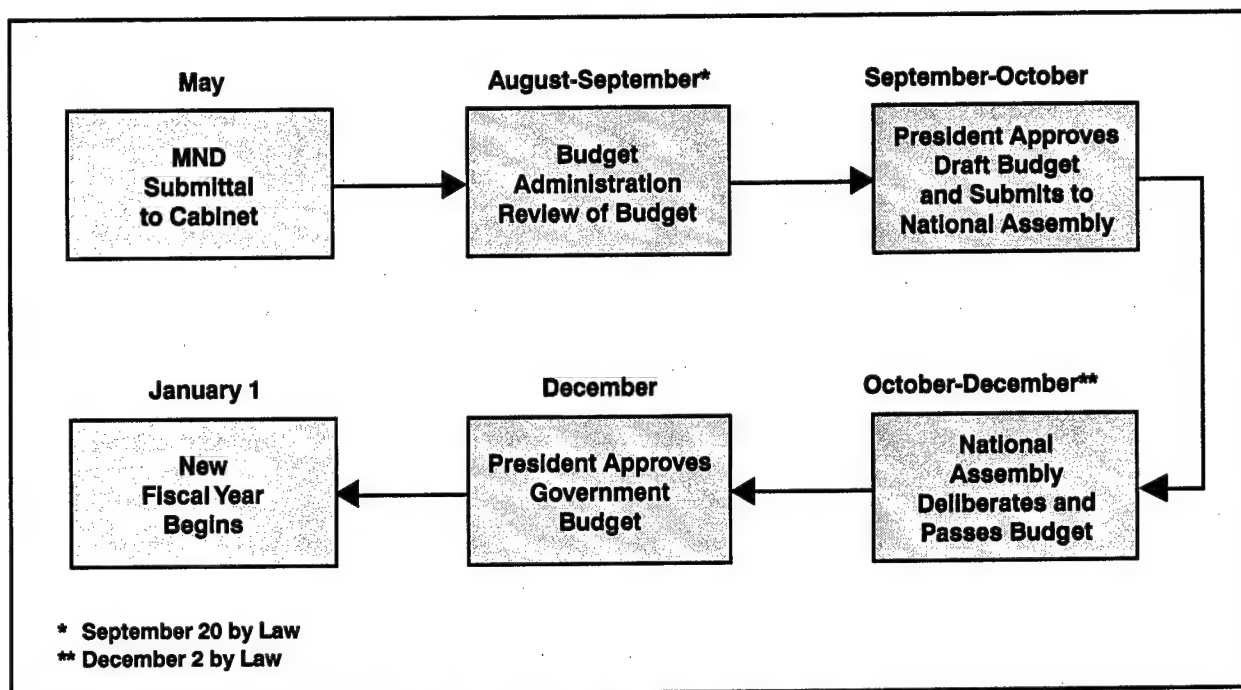 May
MND
Submittal
to Cabinet
August-September*
Budget
Administration
Review of Budget
September-October
President Approves
Draft Budget
and Submits to
National Assembly
October-December**
National
Assembly
Deliberates and
Passes Budget
December
President Approves
Government
Budget
January 1
New
Fiscal Year
Begins
* September 20 by Law
** December 2 by Law